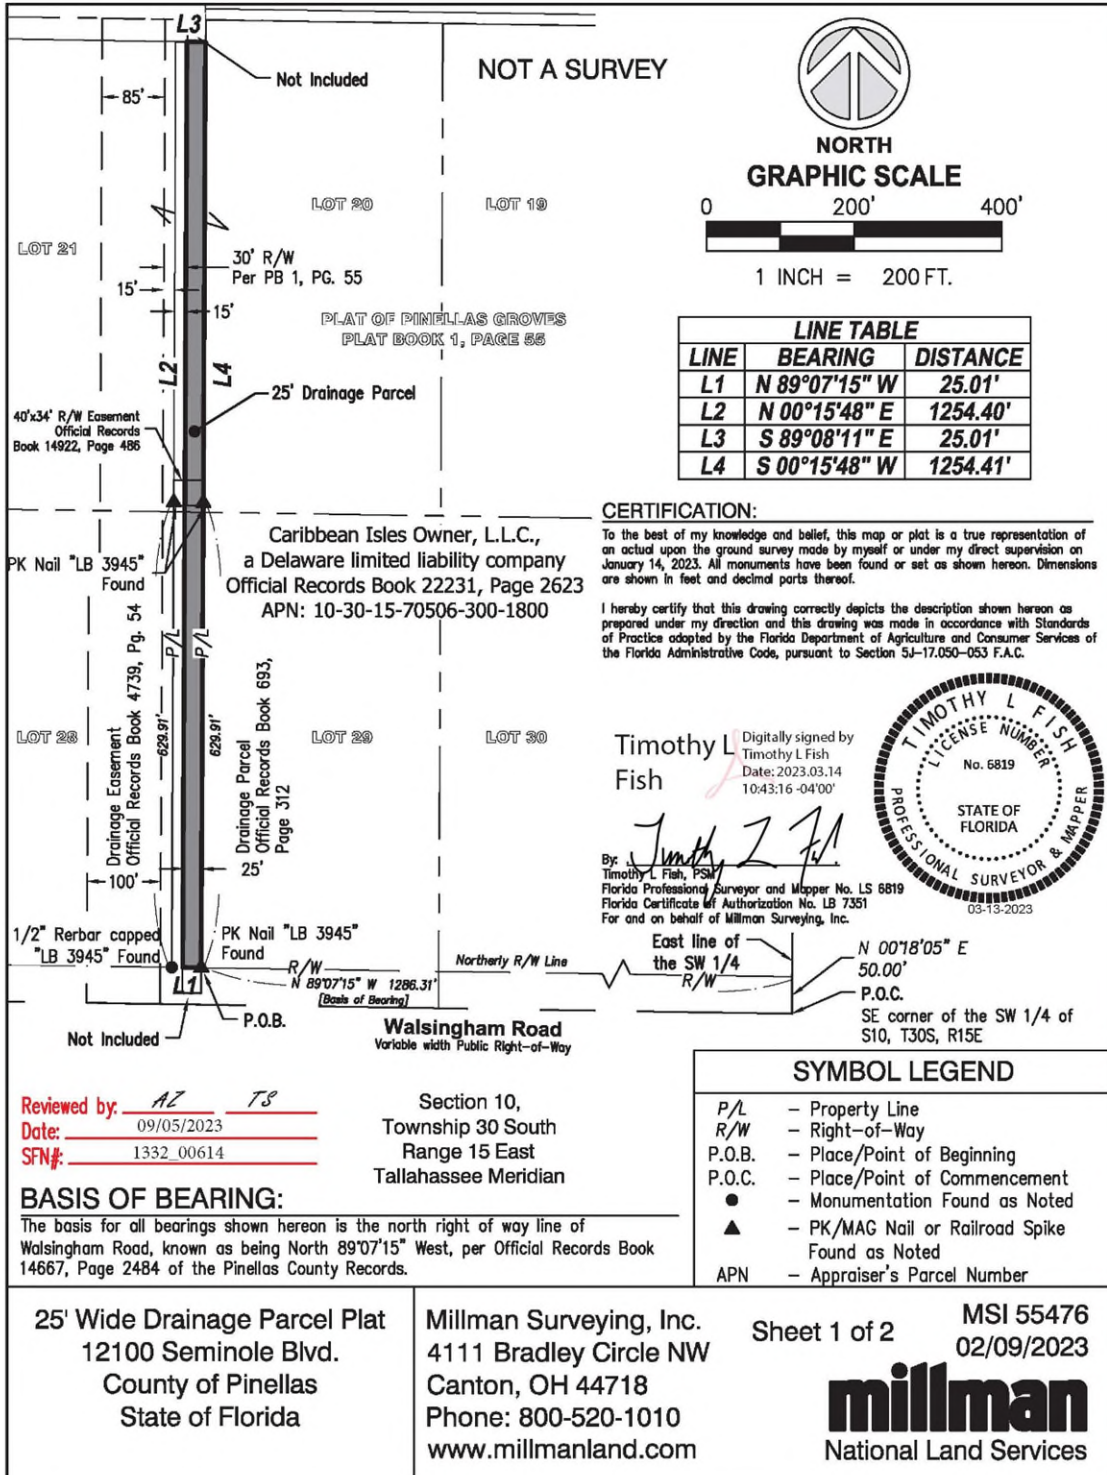 L3
Not Included
85'
NOT A SURVEY
NORTH
GRAPHIC SCALE
0 200' 400'
1 INCH = 200 FT.
LOT 21
LOT 20
LOT 19
30' R/W
Per PB 1, PG. 55
15'
15'
PLAT OF PINELLAS GROVES
PLAT BOOK 1, PAGE 55
L2
L4
25' Drainage Parcel
40'x34' R/W Easement
Official Records
Book 14922, Page 486
LINE TABLE
LINE BEARING DISTANCE
L1 N 89°07'15" W 25.01'
L2 N 00°15'48" E 1254.40'
L3 S 89°08'11" E 25.01'
L4 S 00°15'48" W 1254.41'
PK Nail "LB 3945"
Found
Caribbean Isles Owner, L.L.C.,
a Delaware limited liability company
Official Records Book 22231, Page 2623
APN: 10-30-15-70506-300-1800
CERTIFICATION:
To the best of my knowledge and belief, this map or plat is a true representation of
an actual upon the ground survey made by myself or under my direct supervision on
January 14, 2023. All monuments have been found or set as shown hereon. Dimensions
are shown in feet and decimal parts thereof.
I hereby certify that this drawing correctly depicts the description shown hereon as
prepared under my direction and this drawing was made in accordance with Standards
of Practice adopted by the Florida Department of Agriculture and Consumer Services of
the Florida Administrative Code, pursuant to Section 5J-17.050-053 F.A.C.
P/L
P/L
629.91'
629.91'
Drainage Easement
Official Records Book 4739, Pg. 54
Drainage Parcel
Official Records Book 693,
Page 312
LOT 28
LOT 29
LOT 30
100'
25'
Timothy L
Fish
Digitally signed by
Timothy L Fish
Date: 2023.03.14
10:43:16 -04'00'
TIMOTHY L FISH
LICENSE NUMBER
No. 6819
STATE OF
FLORIDA
PROFESSIONAL SURVEYOR & MAPPER
03-13-2023
By:
Timothy L Fish, PSM
Florida Professional Surveyor and Mapper No. LS 6819
Florida Certificate of Authorization No. LB 7351
For and on behalf of Millman Surveying, Inc.
1/2" Rerbar capped
"LB 3945" Found
PK Nail "LB 3945"
Found
L1
R/W
N 89°07'15" W 1286.31'
[Basis of Bearing]
Northerly R/W Line
East line of
the SW 1/4
R/W
N 00°18'05" E
50.00'
P.O.C.
SE corner of the SW 1/4 of
S10, T30S, R15E
Not Included
P.O.B.
Walsingham Road
Variable width Public Right-of-Way
Reviewed by: AZ TS
Date: 09/05/2023
SFN#: 1332_00614
Section 10,
Township 30 South
Range 15 East
Tallahassee Meridian
BASIS OF BEARING:
The basis for all bearings shown hereon is the north right of way line of
Walsingham Road, known as being North 89°07'15" West, per Official Records Book
14667, Page 2484 of the Pinellas County Records.
SYMBOL LEGEND
P/L – Property Line
R/W – Right-of-Way
P.O.B. – Place/Point of Beginning
P.O.C. – Place/Point of Commencement
● – Monumentation Found as Noted
▲ – PK/MAG Nail or Railroad Spike
Found as Noted
APN – Appraiser's Parcel Number
25' Wide Drainage Parcel Plat
12100 Seminole Blvd.
County of Pinellas
State of Florida
Millman Surveying, Inc.
4111 Bradley Circle NW
Canton, OH 44718
Phone: 800-520-1010
www.millmanland.com
Sheet 1 of 2
MSI 55476
02/09/2023
millman
National Land Services